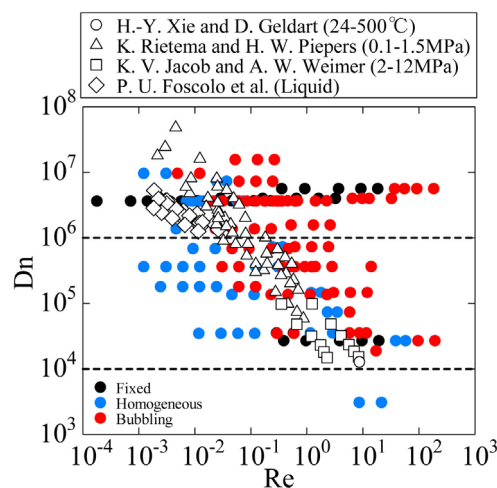 H.-Y. Xie and D. Geldart (24-500℃)
K. Rietema and H. W. Piepers (0.1-1.5MPa)
K. V. Jacob and A. W. Weimer (2-12MPa)
P. U. Foscolo et al. (Liquid)
10⁸
10⁷
10⁶
10⁵
10⁴
10³
Dn
Fixed
Homogeneous
Bubbling
10⁻⁴ 10⁻³ 10⁻² 10⁻¹ 10⁰ 10¹ 10² 10³
Re